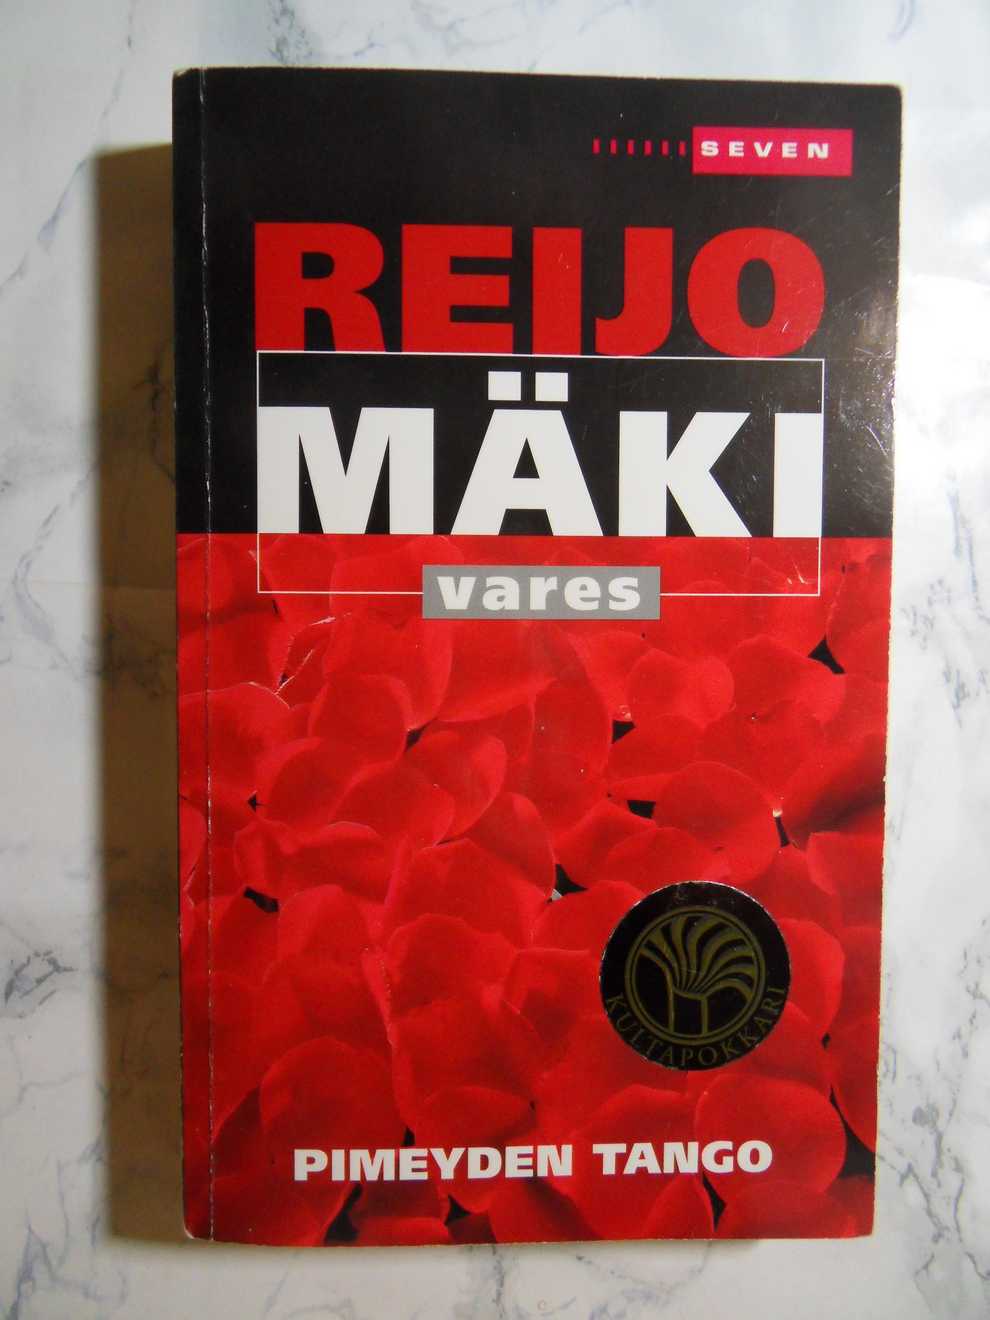 SEVEN
REIJO
MÄKI
vares
KULTAPOKKARI
PIMEYDEN TANGO